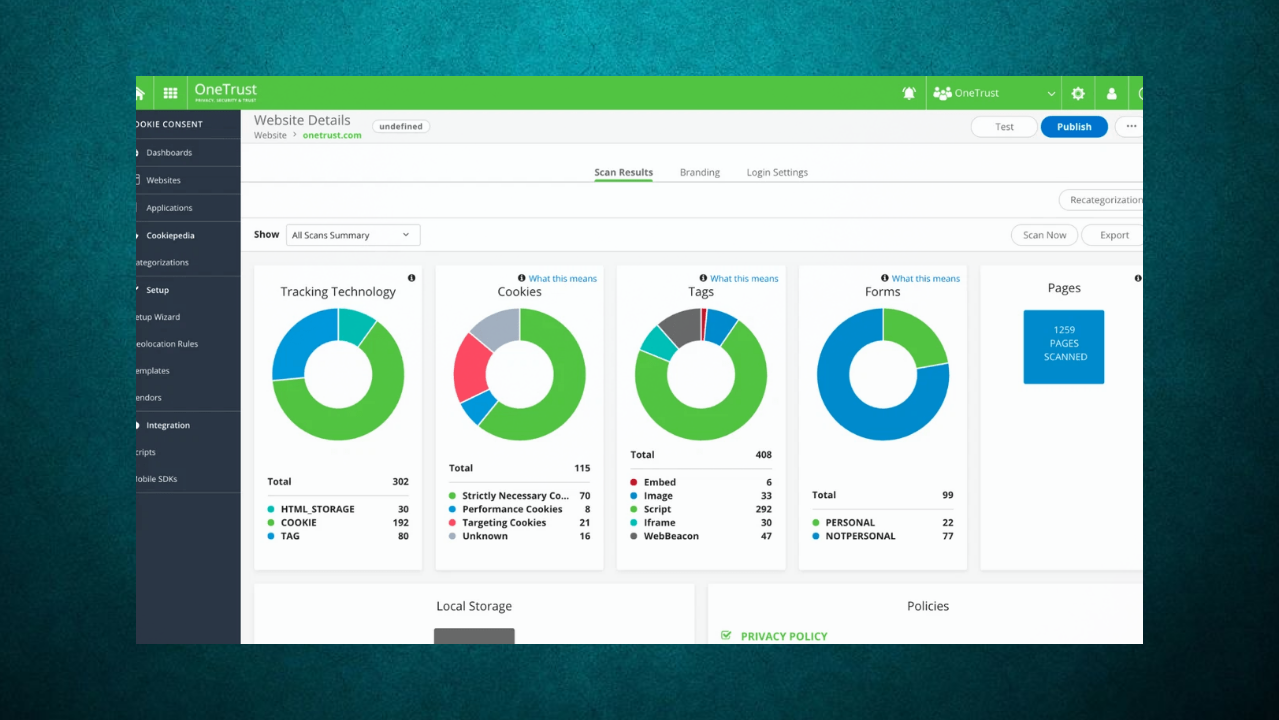 OneTrust
PRIVACY, SECURITY & TRUST
OneTrust
OOKIE CONSENT
Dashboards
Websites
Applications
Cookiepedia
ategorizations
Setup
etup Wizard
eolocation Rules
emplates
endors
Integration
cripts
obile SDKs
Website Details
Website > onetrust.com
undefined
Test
Publish
...
Scan Results
Branding
Login Settings
Recategorization
Show
All Scans Summary
Scan Now
Export
Tracking Technology
Total 302
HTML_STORAGE 30
COOKIE 192
TAG 80
What this means
Cookies
Total 115
Strictly Necessary Co... 70
Performance Cookies 8
Targeting Cookies 21
Unknown 16
What this means
Tags
Total 408
Embed 6
Image 33
Script 292
Iframe 30
WebBeacon 47
What this means
Forms
Total 99
PERSONAL 22
NOTPERSONAL 77
Pages
1259
PAGES
SCANNED
Local Storage
Policies
PRIVACY POLICY